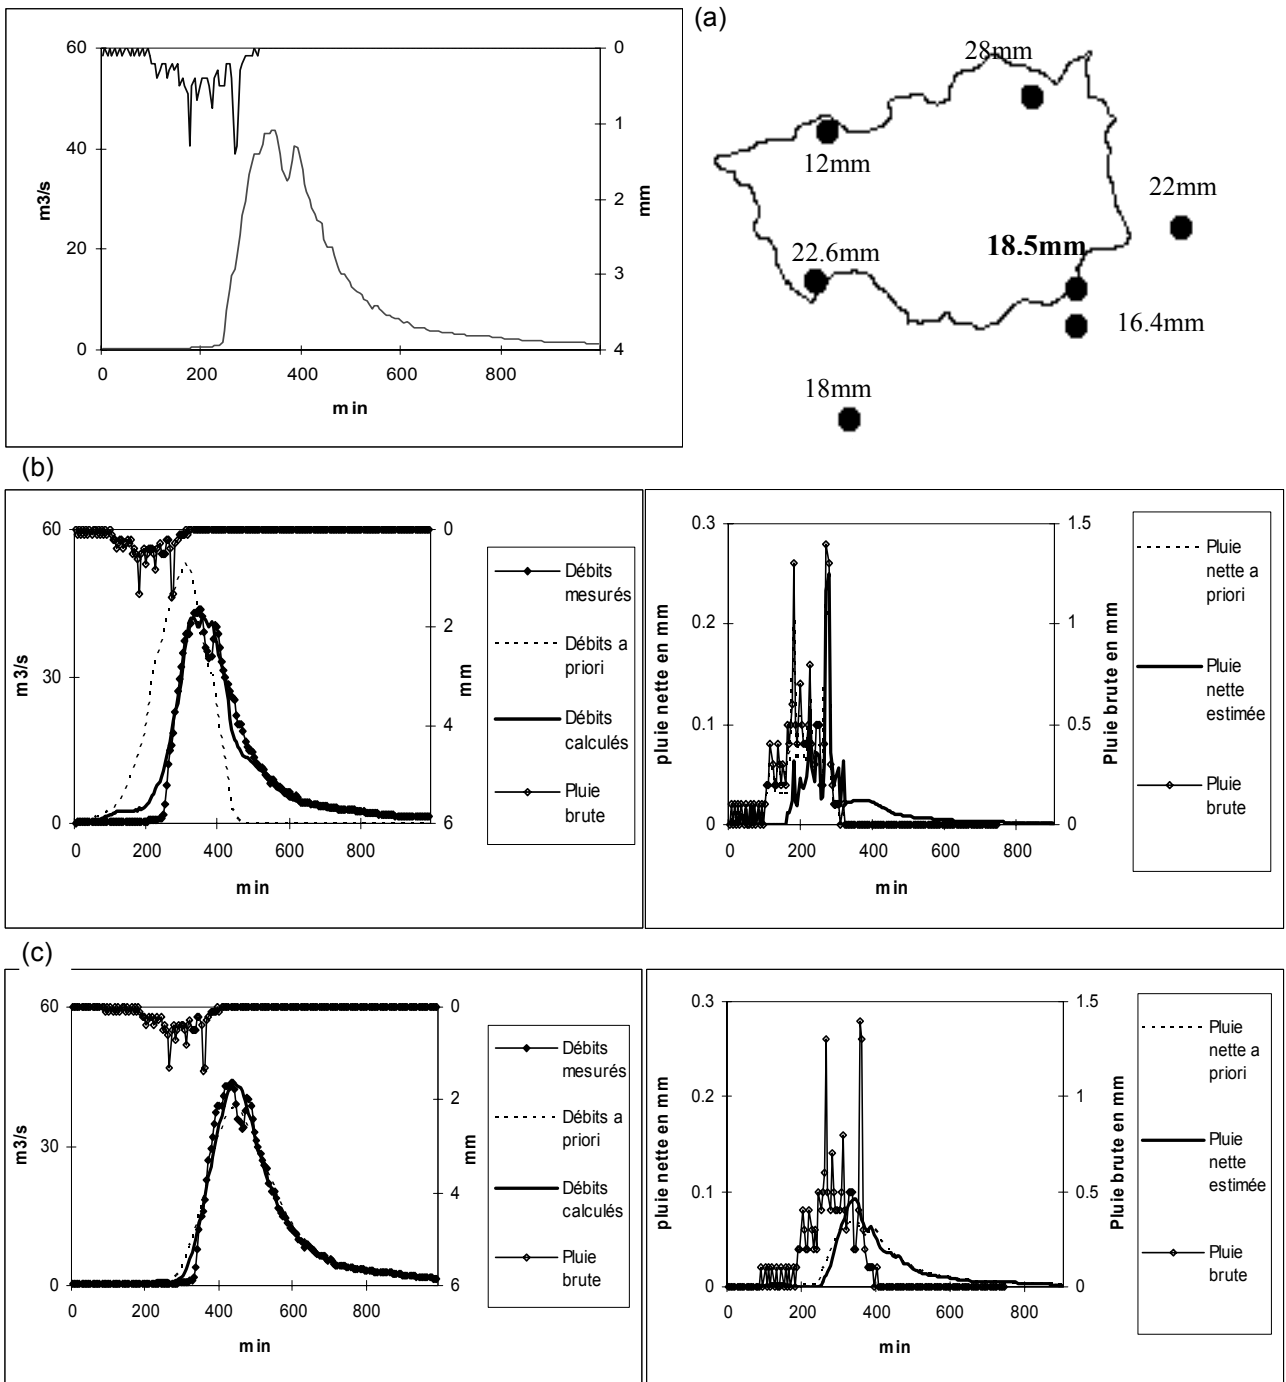 (a)
60
40
20
0
m3/s
0
1
2
3
4
mm
0 200 400 600 800
min
28mm
12mm
22mm
22.6mm
18.5mm
16.4mm
18mm
(b)
60
30
0
m3/s
0
2
4
6
mm
0 200 400 600 800
min
Débits
mesurés
Débits a
priori
Débits
calculés
Pluie
brute
0.3
0.2
0.1
0
pluie nette en mm
1.5
1
0.5
0
Pluie brute en mm
0 200 400 600 800
min
Pluie
nette a
priori
Pluie
nette
estimée
Pluie
brute
(c)
60
30
0
m3/s
0
2
4
6
mm
0 200 400 600 800
min
Débits
mesurés
Débits a
priori
Débits
calculés
Pluie
brute
0.3
0.2
0.1
0
pluie nette en mm
1.5
1
0.5
0
Pluie brute en mm
0 200 400 600 800
min
Pluie
nette a
priori
Pluie
nette
estimée
Pluie
brute